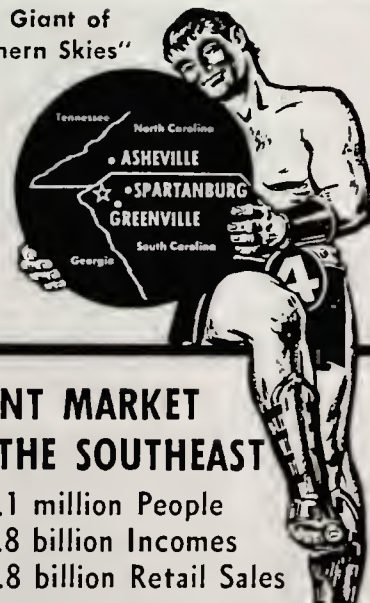 Giant of
hern Skies"
Tennessee
North Carolina
• ASHEVILLE
• SPARTANBURG
GREENVILLE
South Carolina
Georgia
4
NT MARKET
THE SOUTHEAST
.1 million People
.8 billion Incomes
.8 billion Retail Sales